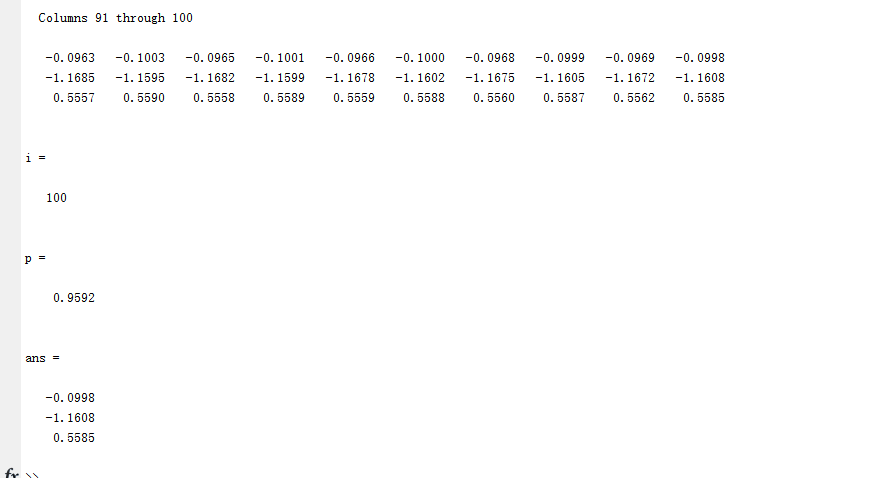 Columns 91 through 100
-0.0963 -0.1003 -0.0965 -0.1001 -0.0966 -0.1000 -0.0968 -0.0999 -0.0969 -0.0998
-1.1685 -1.1595 -1.1682 -1.1599 -1.1678 -1.1602 -1.1675 -1.1605 -1.1672 -1.1608
0.5557 0.5590 0.5558 0.5589 0.5559 0.5588 0.5560 0.5587 0.5562 0.5585
i =
100
p =
0.9592
ans =
-0.0998
-1.1608
0.5585
fx >>